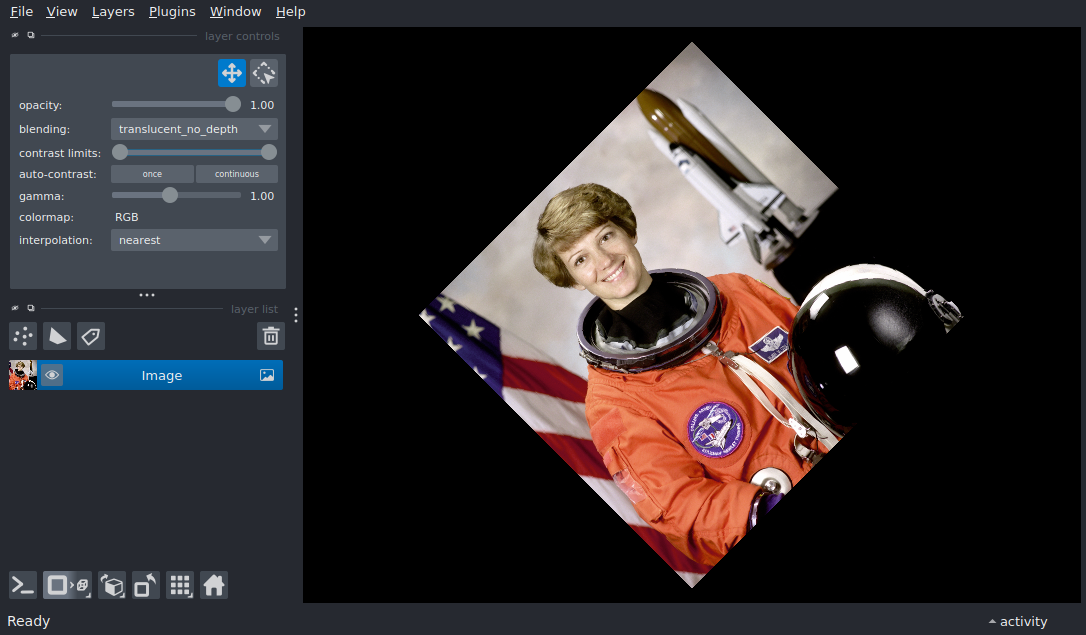 File View Layers Plugins Window Help
layer controls
opacity: 1.00
blending: translucent_no_depth
contrast limits:
auto-contrast: once continuous
gamma: 1.00
colormap: RGB
interpolation: nearest
layer list
Image
Ready
activity